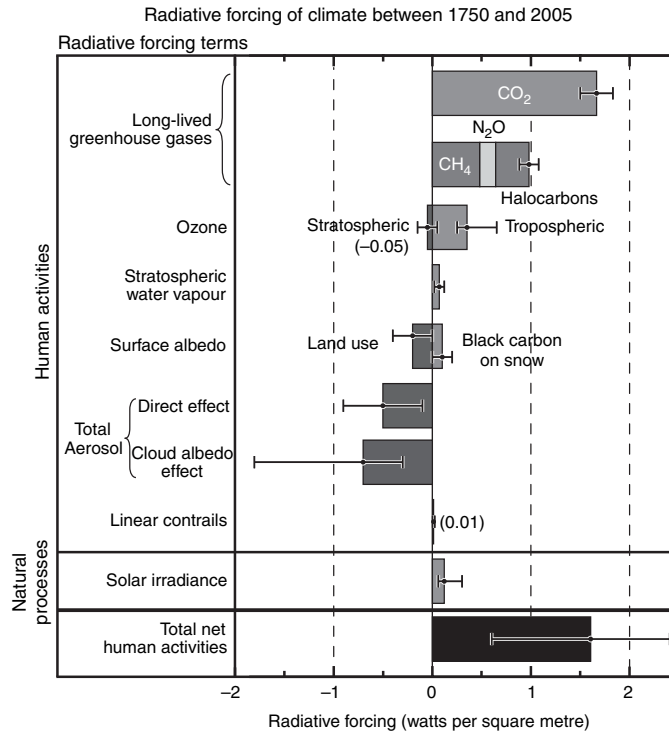 Radiative forcing of climate between 1750 and 2005
Radiative forcing terms
Human activities
Long-lived
greenhouse gases
CO₂
N₂O
CH₄
Halocarbons
Ozone
Stratospheric
(−0.05)
Tropospheric
Stratospheric
water vapour
Surface albedo
Land use
Black carbon
on snow
Total
Aerosol
Direct effect
Cloud albedo
effect
Linear contrails
(0.01)
Natural
processes
Solar irradiance
Total net
human activities
−2 −1 0 1 2
Radiative forcing (watts per square metre)